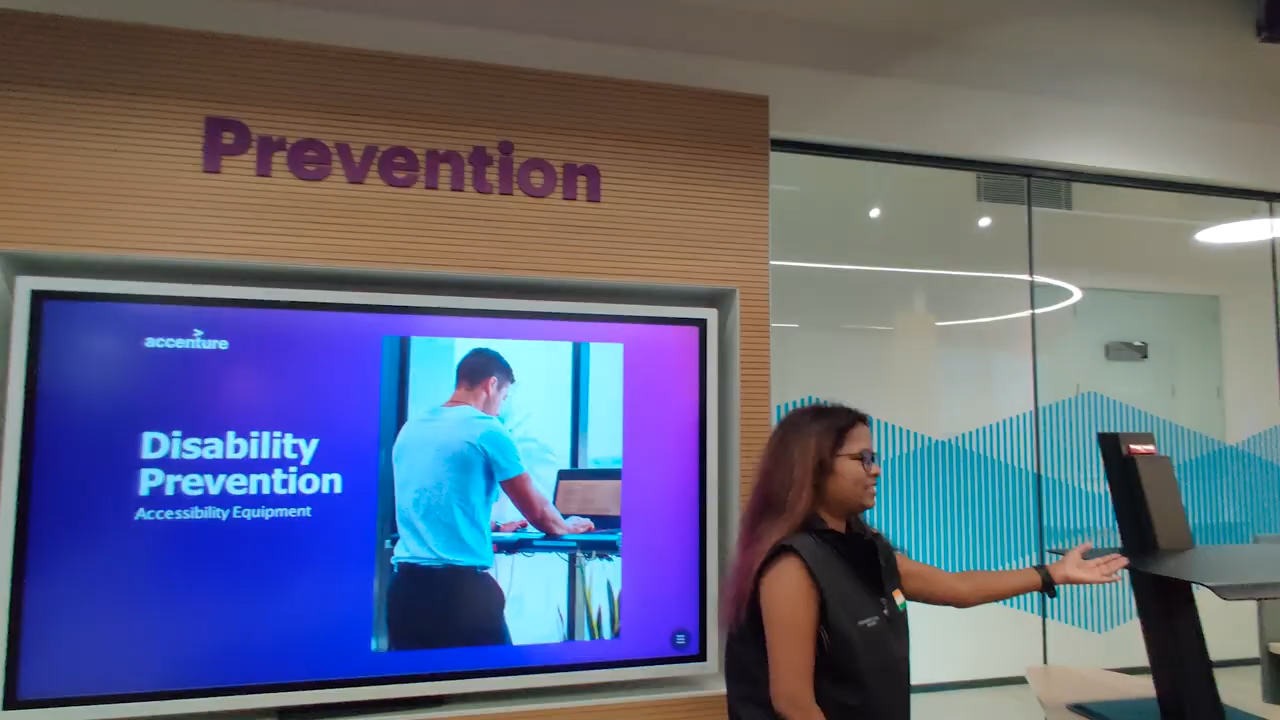 Prevention
accenture
Disability
Prevention
Accessibility Equipment